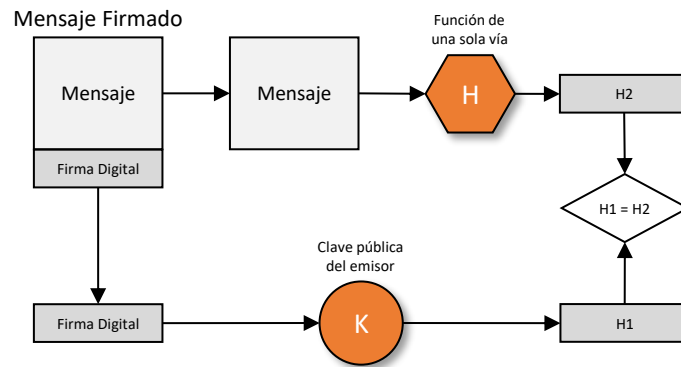 Mensaje Firmado
Mensaje
Firma Digital
Mensaje
Función de
una sola vía
H
H2
H1 = H2
Firma Digital
Clave pública
del emisor
K
H1